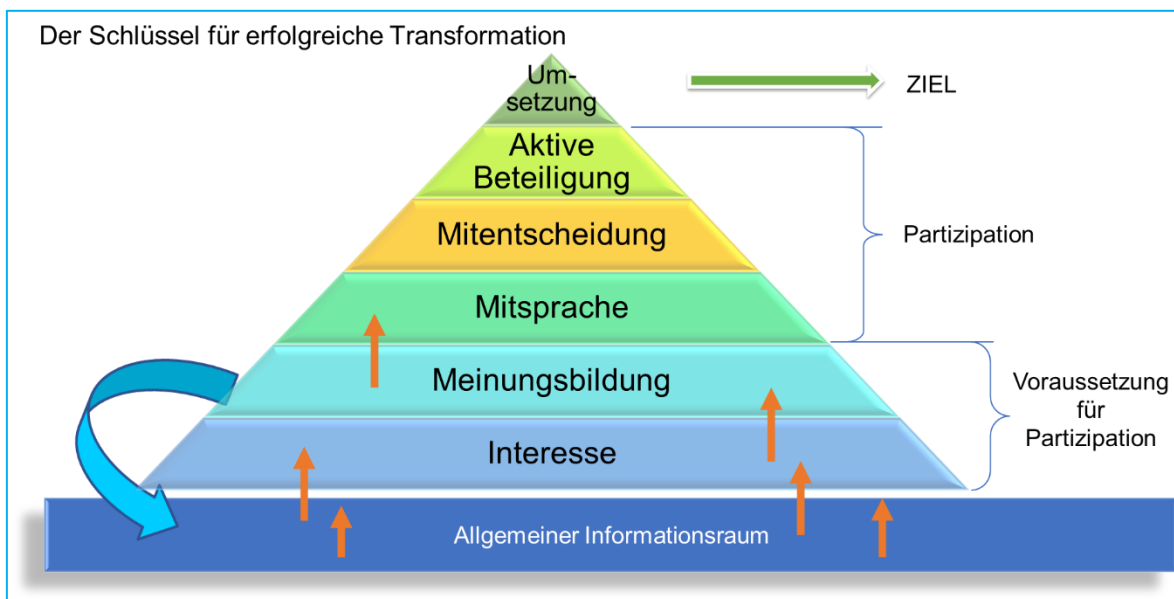 Der Schlüssel für erfolgreiche Transformation
Um-
setzung
ZIEL
Aktive
Beteiligung
Mitentscheidung
Partizipation
Mitsprache
Meinungsbildung
Voraussetzung
für
Partizipation
Interesse
Allgemeiner Informationsraum